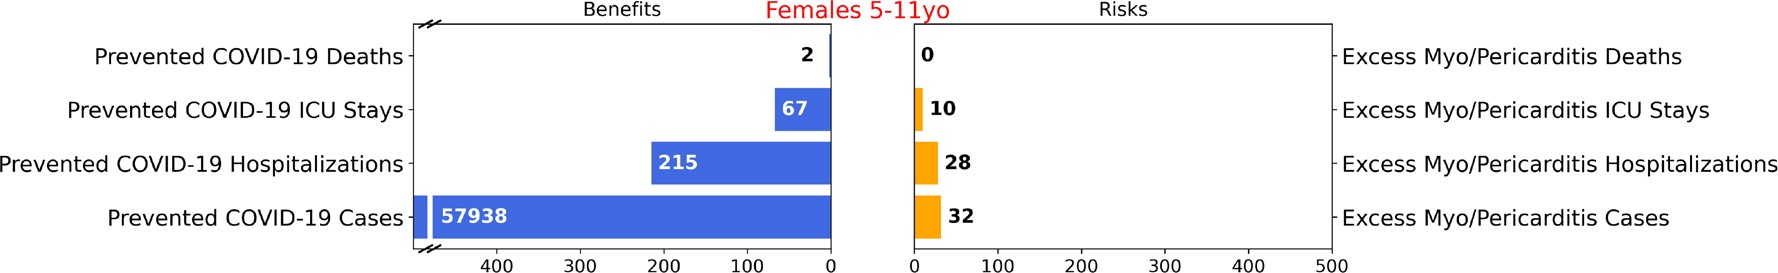 Benefits Females 5-11yo Risks
Prevented COVID-19 Deaths 2 0 Excess Myo/Pericarditis Deaths
Prevented COVID-19 ICU Stays 67 10 Excess Myo/Pericarditis ICU Stays
Prevented COVID-19 Hospitalizations 215 28 Excess Myo/Pericarditis Hospitalizations
Prevented COVID-19 Cases 57938 32 Excess Myo/Pericarditis Cases
400 300 200 100 0 0 100 200 300 400 500